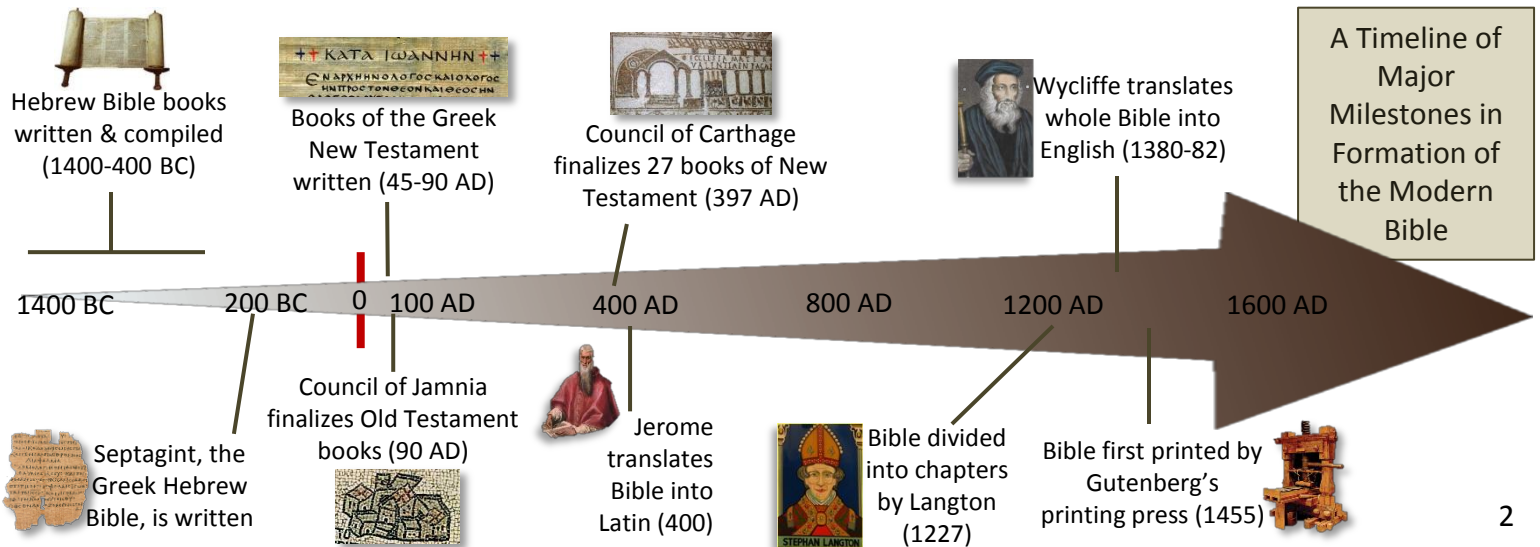 A Timeline of
Major
Milestones in
Formation of
the Modern
Bible
Hebrew Bible books
written & compiled
(1400-400 BC)
ΚΑΤΑ ΙΩΑΝΝΗΝ
ΕΝΑΡΧΗΗΝΟΛΟΓΟСΚΑΙΟΛΟΓΟС
ΗΝΠΡΟСΤΟΝΘΕΟΝΚΑΙΘΕΟСΗΝ
Books of the Greek
New Testament
written (45-90 AD)
Council of Carthage
finalizes 27 books of New
Testament (397 AD)
Wycliffe translates
whole Bible into
English (1380-82)
1400 BC
200 BC
0
100 AD
400 AD
800 AD
1200 AD
1600 AD
Septagint, the
Greek Hebrew
Bible, is written
Council of Jamnia
finalizes Old Testament
books (90 AD)
Jerome
translates
Bible into
Latin (400)
STEPHAN LANGTON
Bible divided
into chapters
by Langton
(1227)
Bible first printed by
Gutenberg’s
printing press (1455)
2